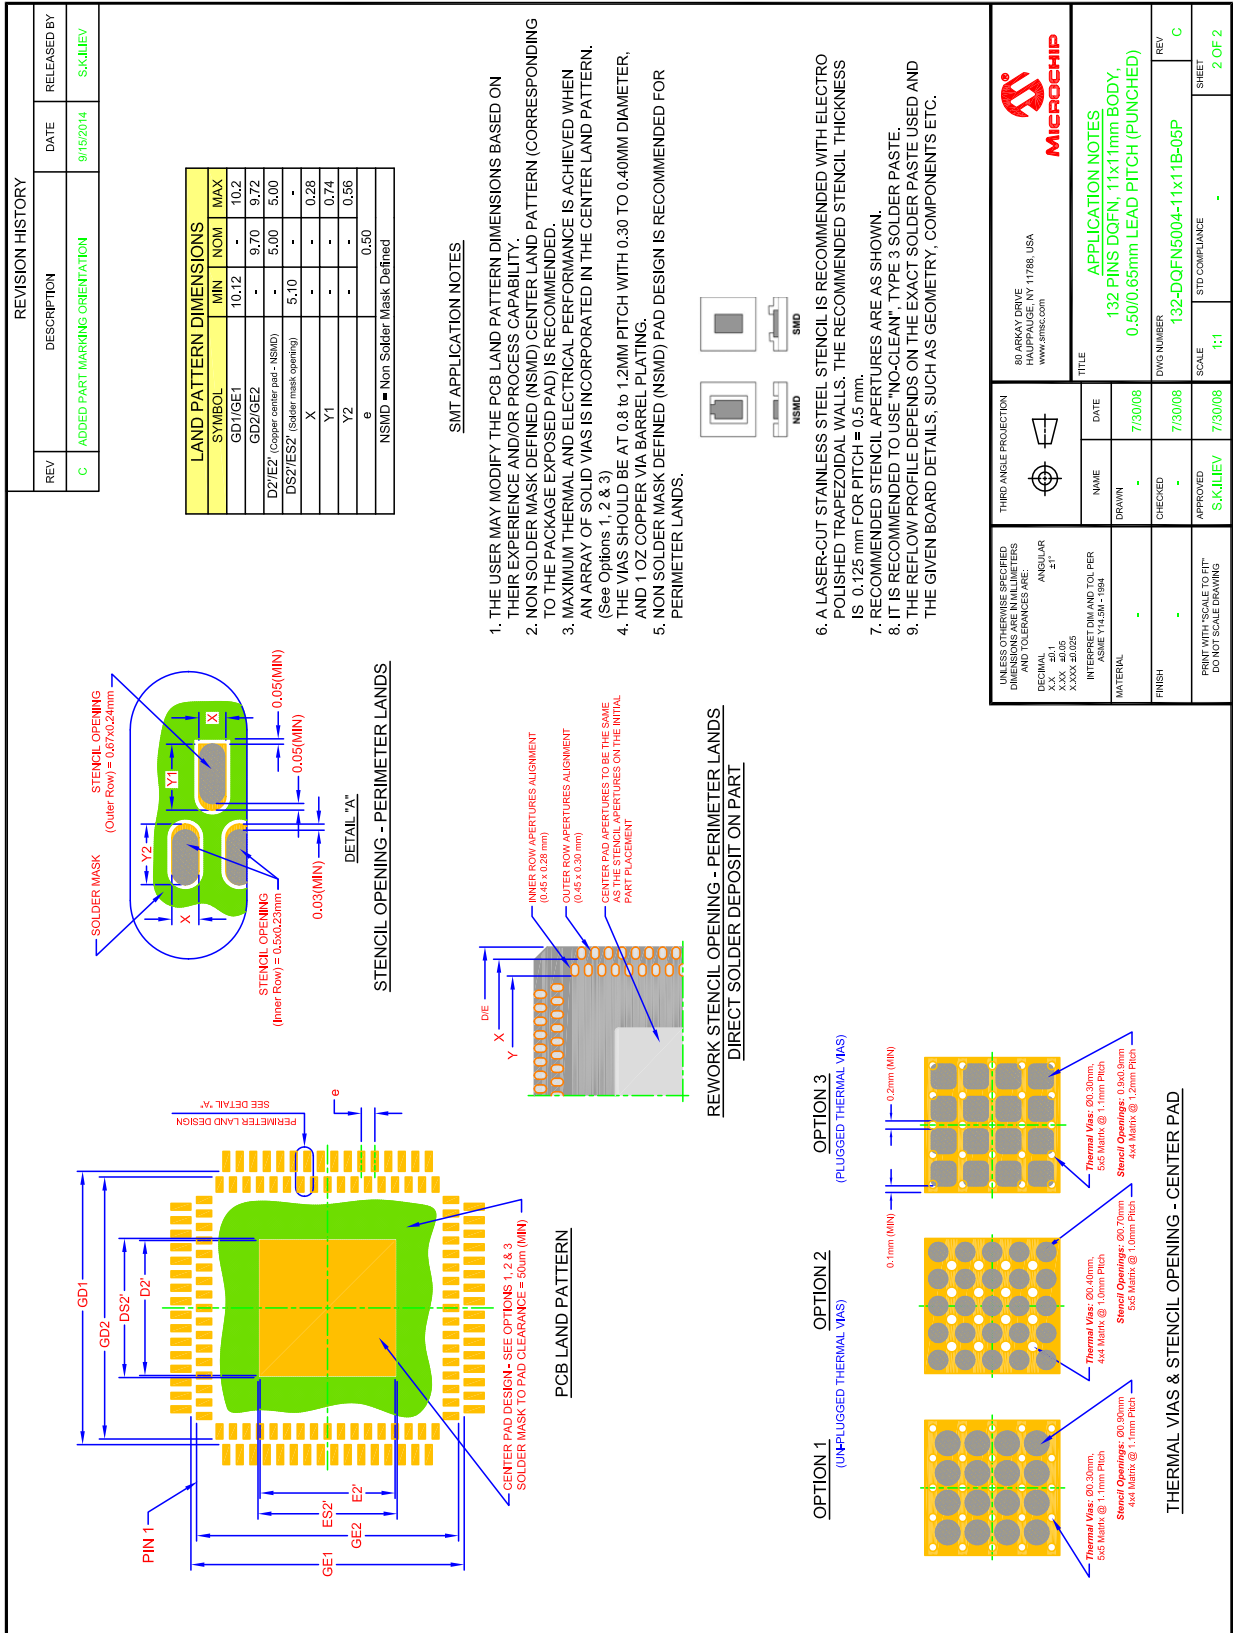 REVISION HISTORY
REV DESCRIPTION DATE RELEASED BY
C ADDED PART MARKING ORIENTATION 9/15/2014 S.K.ILIEV
PIN 1
GD1
GD2
DS2'
D2'
GE1
GE2
ES2'
E2'
e
PERIMETER LAND DESIGN
SEE DETAIL "A"
CENTER PAD DESIGN - SEE OPTIONS 1, 2 & 3
SOLDER MASK TO PAD CLEARANCE = 50um (MIN)
PCB LAND PATTERN
SOLDER MASK
STENCIL OPENING
(Outer Row) = 0.67x0.24mm
STENCIL OPENING
(Inner Row) = 0.5x0.23mm
Y2
Y1
X
X
0.05(MIN)
0.05(MIN)
0.03(MIN)
DETAIL "A"
STENCIL OPENING - PERIMETER LANDS
LAND PATTERN DIMENSIONS
SYMBOL MIN NOM MAX
GD1/GE1 10.12 - 10.2
GD2/GE2 - 9.70 9.72
D2'/E2' (Copper center pad - NSMD) - 5.00 5.00
DS2'/ES2' (Solder mask opening) 5.10 - -
X - - 0.28
Y1 - - 0.74
Y2 - - 0.56
e 0.50
NSMD = Non Solder Mask Defined
SMT APPLICATION NOTES
1. THE USER MAY MODIFY THE PCB LAND PATTERN DIMENSIONS BASED ON
THEIR EXPERIENCE AND/OR PROCESS CAPABILITY.
2. NON SOLDER MASK DEFINED (NSMD) CENTER LAND PATTERN (CORRESPONDING
TO THE PACKAGE EXPOSED PAD) IS RECOMMENDED.
3. MAXIMUM THERMAL AND ELECTRICAL PERFORMANCE IS ACHIEVED WHEN
AN ARRAY OF SOLID VIAS IS INCORPORATED IN THE CENTER LAND PATTERN.
(See Options 1, 2 & 3)
4. THE VIAS SHOULD BE AT 0.8 to 1.2MM PITCH WITH 0.30 TO 0.40MM DIAMETER,
AND 1 OZ COPPER VIA BARREL PLATING.
5. NON SOLDER MASK DEFINED (NSMD) PAD DESIGN IS RECOMMENDED FOR
PERIMETER LANDS.
NSMD SMD
6. A LASER-CUT STAINLESS STEEL STENCIL IS RECOMMENDED WITH ELECTRO
POLISHED TRAPEZOIDAL WALLS. THE RECOMMENDED STENCIL THICKNESS
IS 0.125 mm FOR PITCH = 0.5 mm.
7. RECOMMENDED STENCIL APERTURES ARE AS SHOWN.
8. IT IS RECOMMENDED TO USE "NO-CLEAN", TYPE 3 SOLDER PASTE.
9. THE REFLOW PROFILE DEPENDS ON THE EXACT SOLDER PASTE USED AND
THE GIVEN BOARD DETAILS, SUCH AS GEOMETRY, COMPONENTS ETC.
D/E
X
Y
INNER ROW APERTURES ALIGNMENT
(0.45 x 0.28 mm)
OUTER ROW APERTURES ALIGNMENT
(0.45 x 0.30 mm)
CENTER PAD APERTURES TO BE THE SAME
AS THE STENCIL APERTURES ON THE INITIAL
PART PLACEMENT
REWORK STENCIL OPENING - PERIMETER LANDS
DIRECT SOLDER DEPOSIT ON PART
OPTION 1
OPTION 2
(UN-PLUGGED THERMAL VIAS)
OPTION 3
(PLUGGED THERMAL VIAS)
0.1mm (MIN)
0.2mm (MIN)
Thermal Vias: Ø0.30mm,
5x5 Matrix @ 1.1mm Pitch
Stencil Openings: Ø0.90mm
4x4 Matrix @ 1.1mm Pitch
Thermal Vias: Ø0.40mm,
4x4 Matrix @ 1.0mm Pitch
Stencil Openings: Ø0.70mm
5x5 Matrix @ 1.0mm Pitch
Thermal Vias: Ø0.30mm,
5x5 Matrix @ 1.1mm Pitch
Stencil Openings: 0.9x0.9mm
4x4 Matrix @ 1.2mm Pitch
THERMAL VIAS & STENCIL OPENING - CENTER PAD
UNLESS OTHERWISE SPECIFIED
DIMENSIONS ARE IN MILLIMETERS
AND TOLERANCES ARE:
DECIMAL ANGULAR
X.X ±0.1 ±1°
X.XX ±0.05
X.XXX ±0.025
INTERPRET DIM AND TOL PER
ASME Y14.5M - 1994
MATERIAL
-
FINISH
-
PRINT WITH "SCALE TO FIT"
DO NOT SCALE DRAWING
THIRD ANGLE PROJECTION
NAME DATE
DRAWN
- 7/30/08
CHECKED
- 7/30/08
APPROVED
S.K.ILIEV 7/30/08
80 ARKAY DRIVE
HAUPPAUGE, NY 11788, USA
www.smsc.com
MICROCHIP
TITLE
APPLICATION NOTES
132 PINS DQFN, 11x11mm BODY,
0.50/0.65mm LEAD PITCH (PUNCHED)
DWG NUMBER REV
132-DQFN5004-11x11B-05P C
SCALE STD COMPLIANCE SHEET
1:1 - 2 OF 2